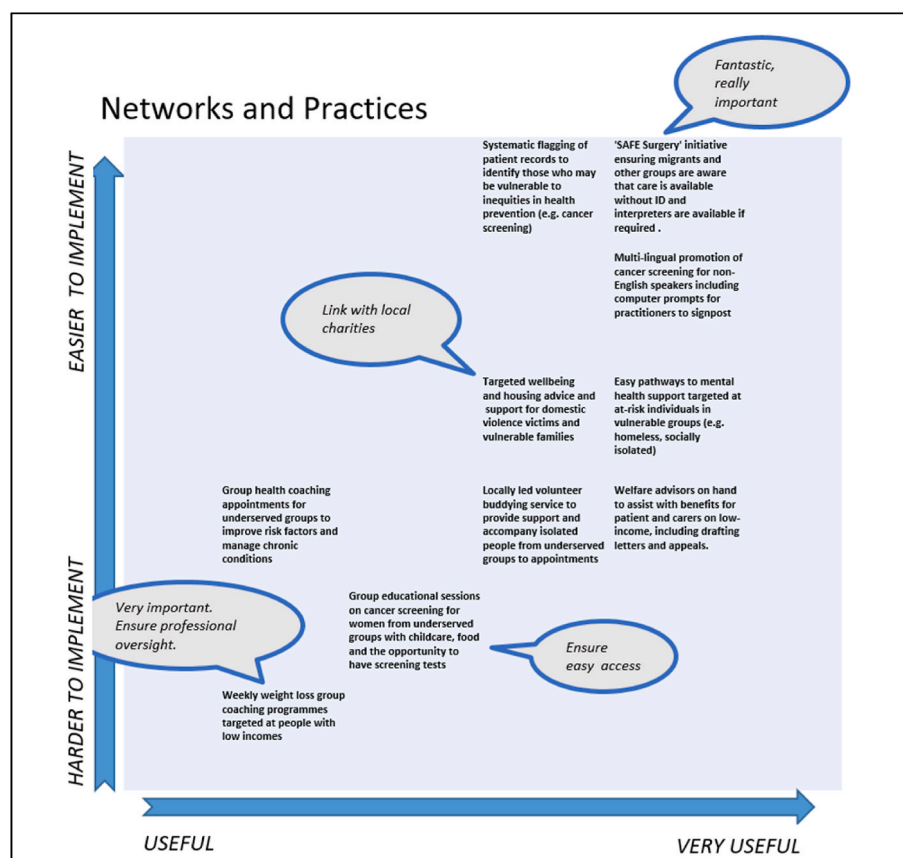 Networks and Practices
Fantastic,
really
important
EASIER TO IMPLEMENT
Systematic flagging of
patient records to
identify those who may
be vulnerable to
inequities in health
prevention (e.g. cancer
screening)
'SAFE Surgery' initiative
ensuring migrants and
other groups are aware
that care is available
without ID and
interpreters are available if
required .
Multi-lingual promotion of
cancer screening for non-
English speakers including
computer prompts for
practitioners to signpost
Link with local
charities
Targeted wellbeing
and housing advice and
support for domestic
violence victims and
vulnerable families
Easy pathways to mental
health support targeted at
at-risk individuals in
vulnerable groups (e.g.
homeless, socially
isolated)
Group health coaching
appointments for
underserved groups to
improve risk factors and
manage chronic
conditions
Locally led volunteer
buddying service to
provide support and
accompany isolated
people from underserved
groups to appointments
Welfare advisors on hand
to assist with benefits for
patient and carers on low-
income, including drafting
letters and appeals.
HARDER TO IMPLEMENT
Very important.
Ensure professional
oversight.
Group educational sessions
on cancer screening for
women from underserved
groups with childcare, food
and the opportunity to
have screening tests
Ensure
easy access
Weekly weight loss group
coaching programmes
targeted at people with
low incomes
USEFUL
VERY USEFUL